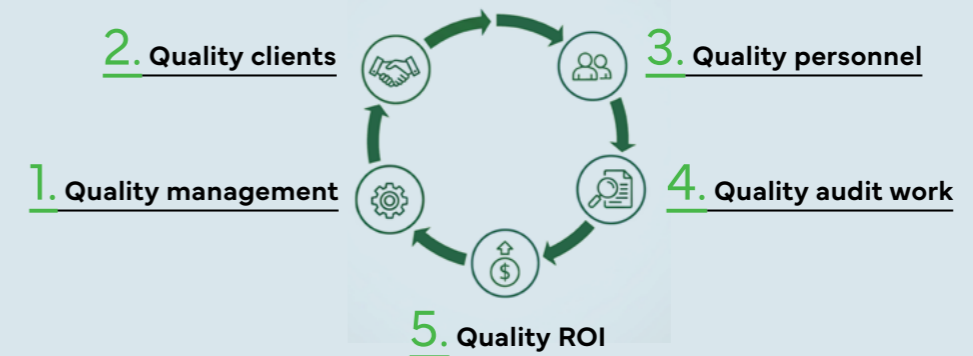 1. Quality management
2. Quality clients
3. Quality personnel
4. Quality audit work
5. Quality ROI
$